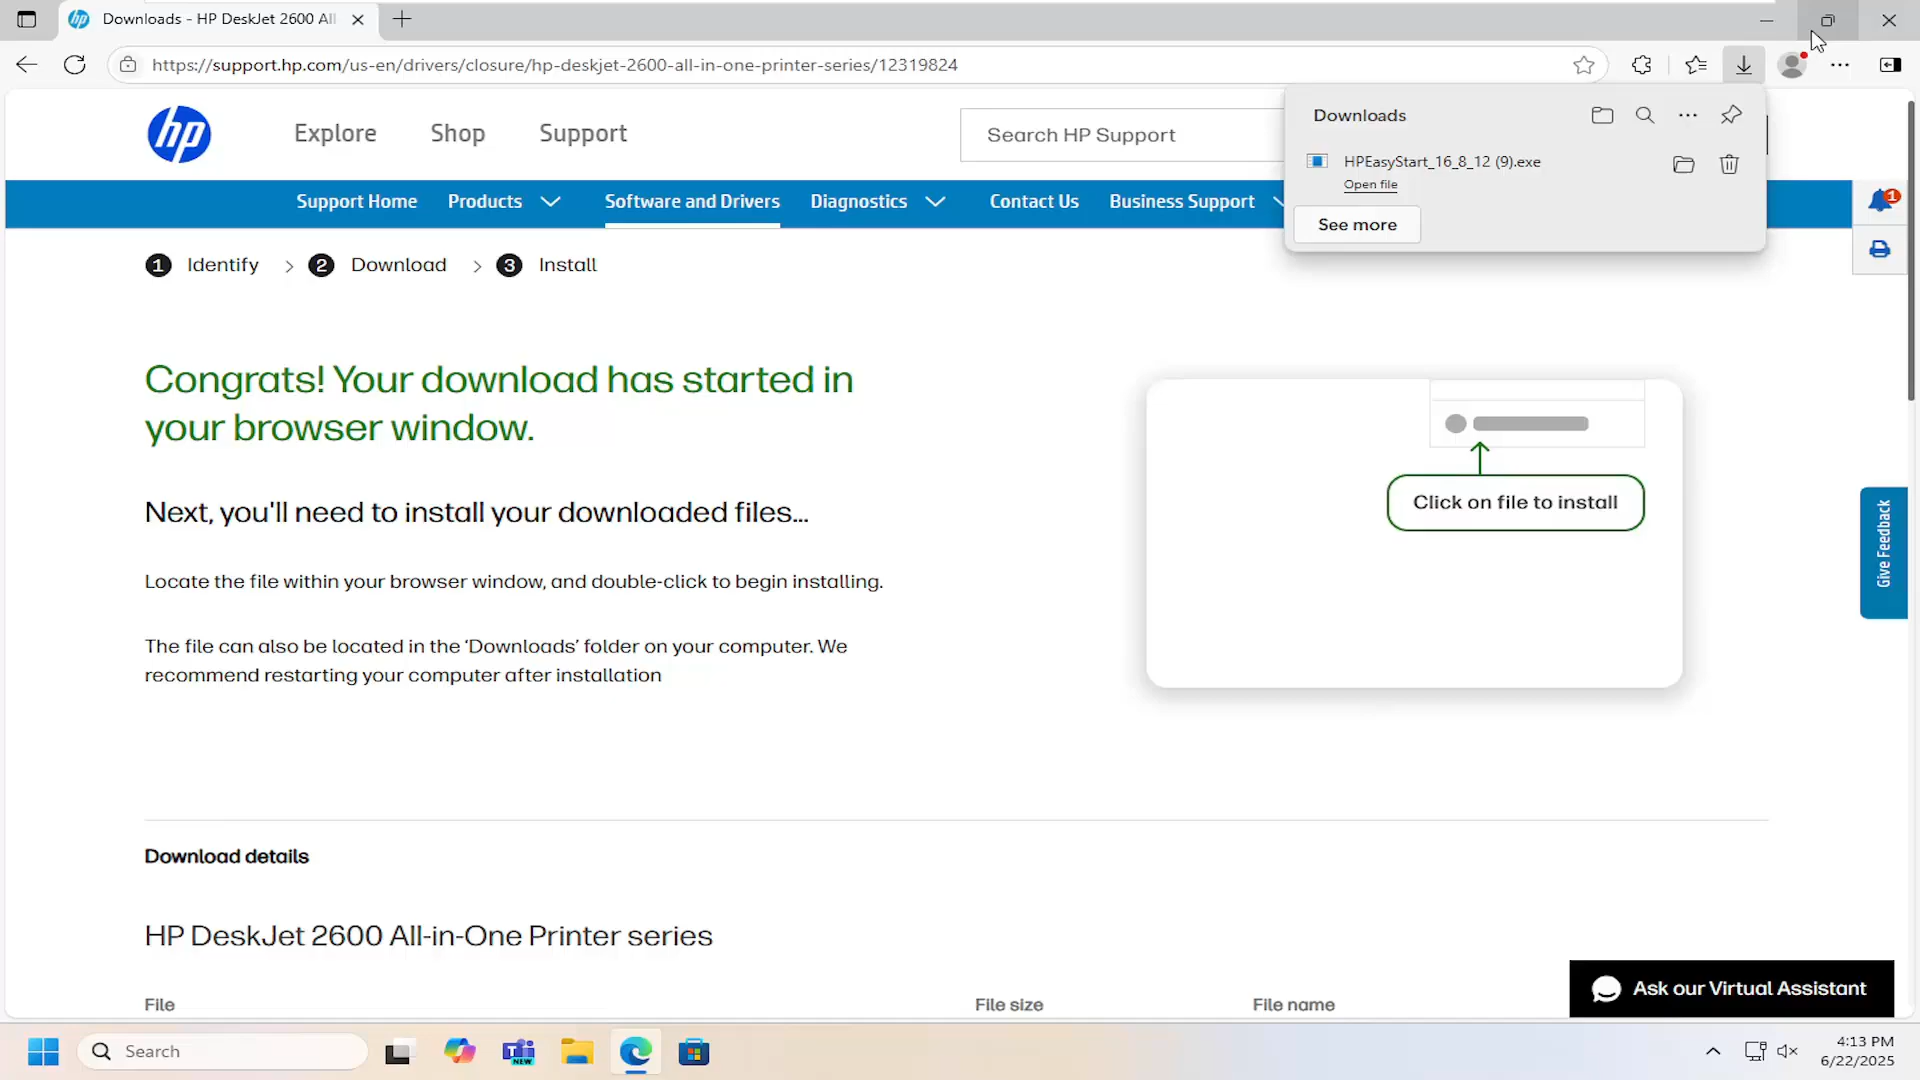 Downloads - HP DeskJet 2600 All
https://support.hp.com/us-en/drivers/closure/hp-deskjet-2600-all-in-one-printer-series/12319824
hp
Explore
Shop
Support
Search HP Support
Downloads
HPEasyStart_16_8_12 (9).exe
Open file
See more
Support Home
Products
Software and Drivers
Diagnostics
Contact Us
Business Support
1
1 Identify
2 Download
3 Install
Congrats! Your download has started in
your browser window.
Next, you'll need to install your downloaded files...
Locate the file within your browser window, and double-click to begin installing.
The file can also be located in the ‘Downloads’ folder on your computer. We
recommend restarting your computer after installation
Click on file to install
Give Feedback
Download details
HP DeskJet 2600 All-in-One Printer series
File
File size
File name
Ask our Virtual Assistant
Search
NEW
4:13 PM
6/22/2025